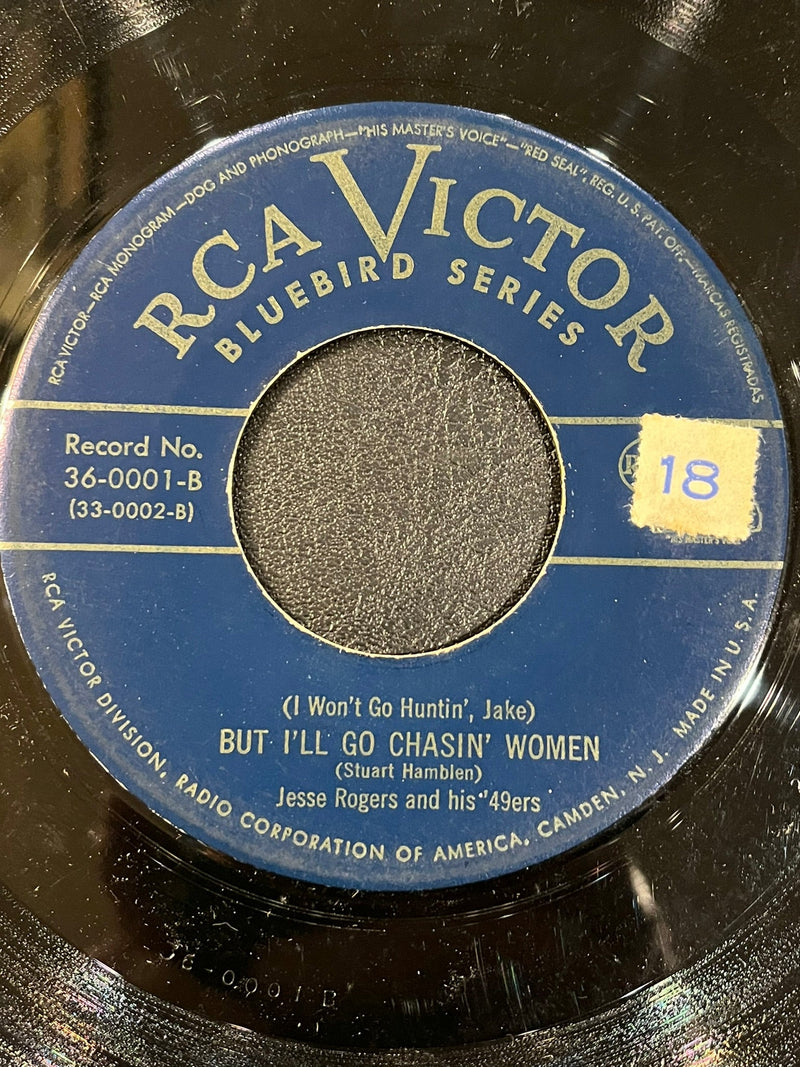 RCA VICTOR—RCA MONOGRAM—DOG AND PHONOGRAPH—"HIS MASTER'S VOICE"—"RED SEAL", REG. U.S. PAT. OFF.—MARCAS REGISTRADAS
RCA VICTOR
BLUEBIRD SERIES
Record No.
36-0001-B
(33-0002-B)
18
(I Won't Go Huntin', Jake)
BUT I'LL GO CHASIN' WOMEN
(Stuart Hamblen)
Jesse Rogers and his '49ers
RCA VICTOR DIVISION, RADIO CORPORATION OF AMERICA, CAMDEN, N. J. MADE IN U.S.A.
36-0001B